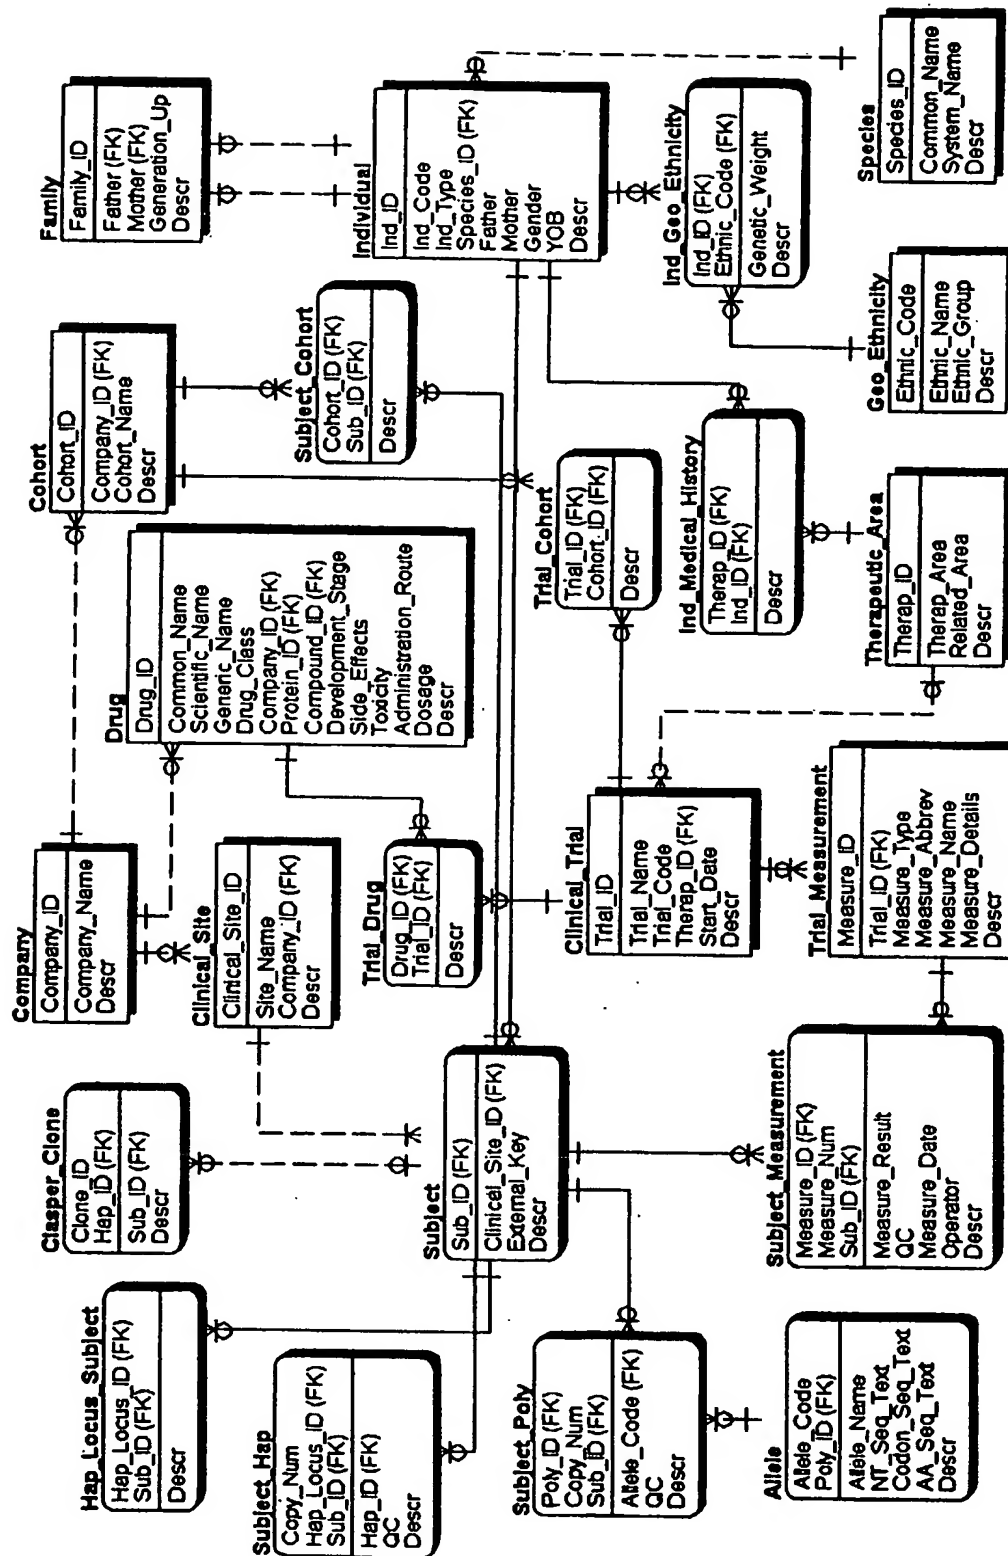 Family
Family_ID
Father (FK)
Mother (FK)
Generation_Up
Descr
Individual
Ind_ID
Ind_Code
Ind_Type
Species_ID (FK)
Father
Mother
Gender
YOB
Descr
Ind_Geo_Ethnicity
Ind_ID (FK)
Ethnic_Code (FK)
Genetic_Weight
Descr
Species
Species_ID
Common_Name
System_Name
Descr
Cohort
Cohort_ID
Company_ID (FK)
Cohort_Name
Descr
Subject_Cohort
Cohort_ID (FK)
Sub_ID (FK)
Descr
Geo_Ethnicity
Ethnic_Code
Ethnic_Name
Ethnic_Group
Descr
Drug
Drug_ID
Common_Name
Scientific_Name
Generic_Name
Drug_Class
Company_ID (FK)
Protein_ID (FK)
Compound_ID (FK)
Development_Stage
Side_Effects
Toxicity
Administration_Route
Dosage
Descr
Trial_Cohort
Trial_ID (FK)
Cohort_ID (FK)
Descr
Ind_Medical_History
Therap_ID (FK)
Ind_ID (FK)
Descr
Therapeutic_Area
Therap_ID
Therap_Area
Related_Area
Descr
Company
Company_ID
Company_Name
Descr
Clinical_Site
Clinical_Site_ID
Site_Name
Company_ID (FK)
Descr
Trial_Drug
Drug_ID (FK)
Trial_ID (FK)
Descr
Clinical_Trial
Trial_ID
Trial_Name
Trial_Code
Therap_ID (FK)
Start_Date
Descr
Trial_Measurement
Measure_ID
Trial_ID (FK)
Measure_Type
Measure_Abbrev
Measure_Name
Measure_Details
Descr
Clasper_Clone
Clone_ID
Hap_ID (FK)
Sub_ID (FK)
Descr
Subject
Sub_ID (FK)
Clinical_Site_ID (FK)
External_Key
Descr
Subject_Measurement
Measure_ID (FK)
Measure_Num
Sub_ID (FK)
Measure_Result
QC
Measure_Date
Operator
Descr
Hap_Locus_Subject
Hap_Locus_ID (FK)
Sub_ID (FK)
Descr
Subject_Hap
Copy_Num
Hap_Locus_ID (FK)
Sub_ID (FK)
Hap_ID (FK)
QC
Descr
Subject_Poly
Poly_ID (FK)
Copy_Num
Sub_ID (FK)
Allele_Code (FK)
QC
Descr
Allele
Allele_Code
Poly_ID (FK)
Allele_Name
NT_Seq_Text
Codon_Seq_Text
AA_Seq_Text
Descr